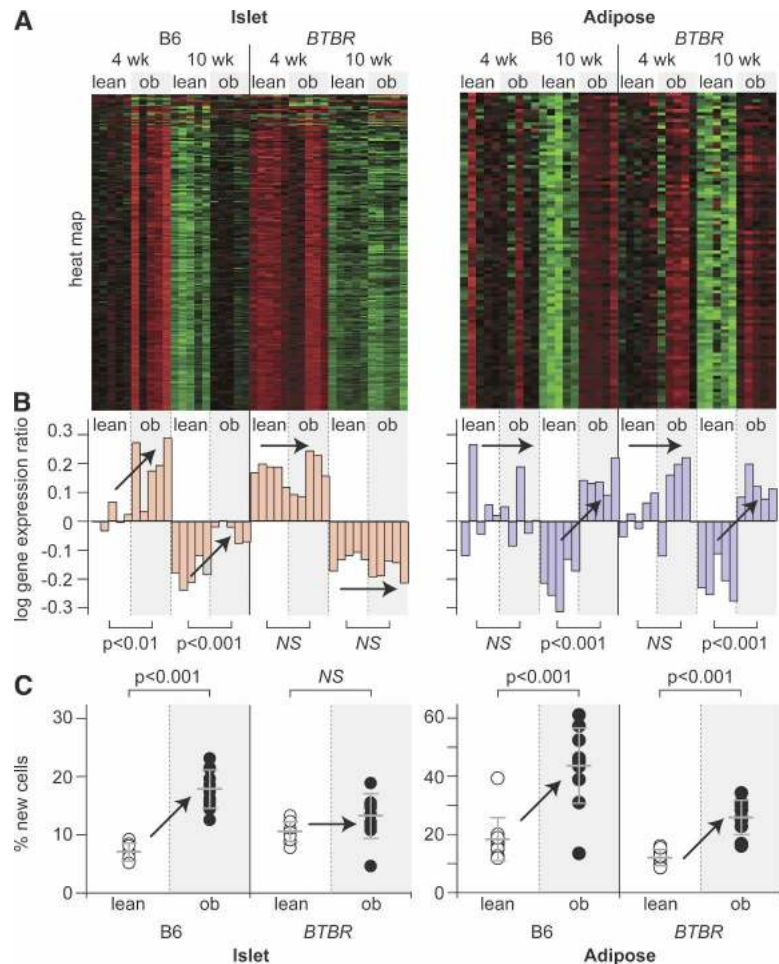 A
Islet
Adipose
B6
BTBR
B6
BTBR
4 wk 10 wk 4 wk 10 wk
4 wk 10 wk 4 wk 10 wk
lean ob lean ob lean ob lean ob
lean ob lean ob lean ob lean ob
heat map
B
log gene expression ratio
lean ob lean ob lean ob lean ob
lean ob lean ob lean ob lean ob
0.3
0.2
0.1
0
-0.1
-0.2
-0.3
p<0.01 p<0.001 NS NS
NS p<0.001 NS p<0.001
C
p<0.001 NS
p<0.001 p<0.001
% new cells
30
20
10
0
60
40
20
0
lean ob lean ob
lean ob lean ob
B6 BTBR
B6 BTBR
Islet
Adipose